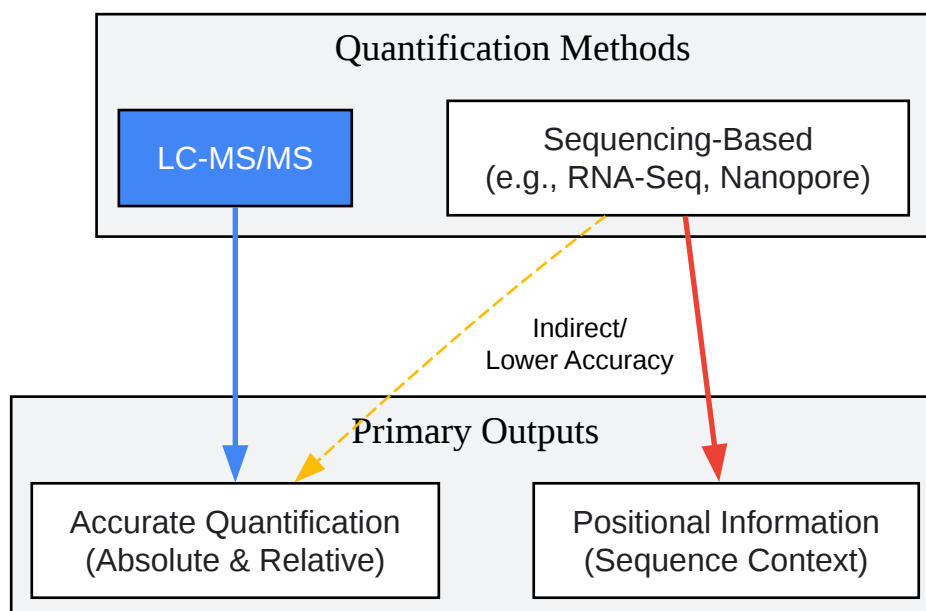 Quantification Methods
LC-MS/MS
Sequencing-Based
(e.g., RNA-Seq, Nanopore)
Indirect/
Lower Accuracy
Primary Outputs
Accurate Quantification
(Absolute & Relative)
Positional Information
(Sequence Context)